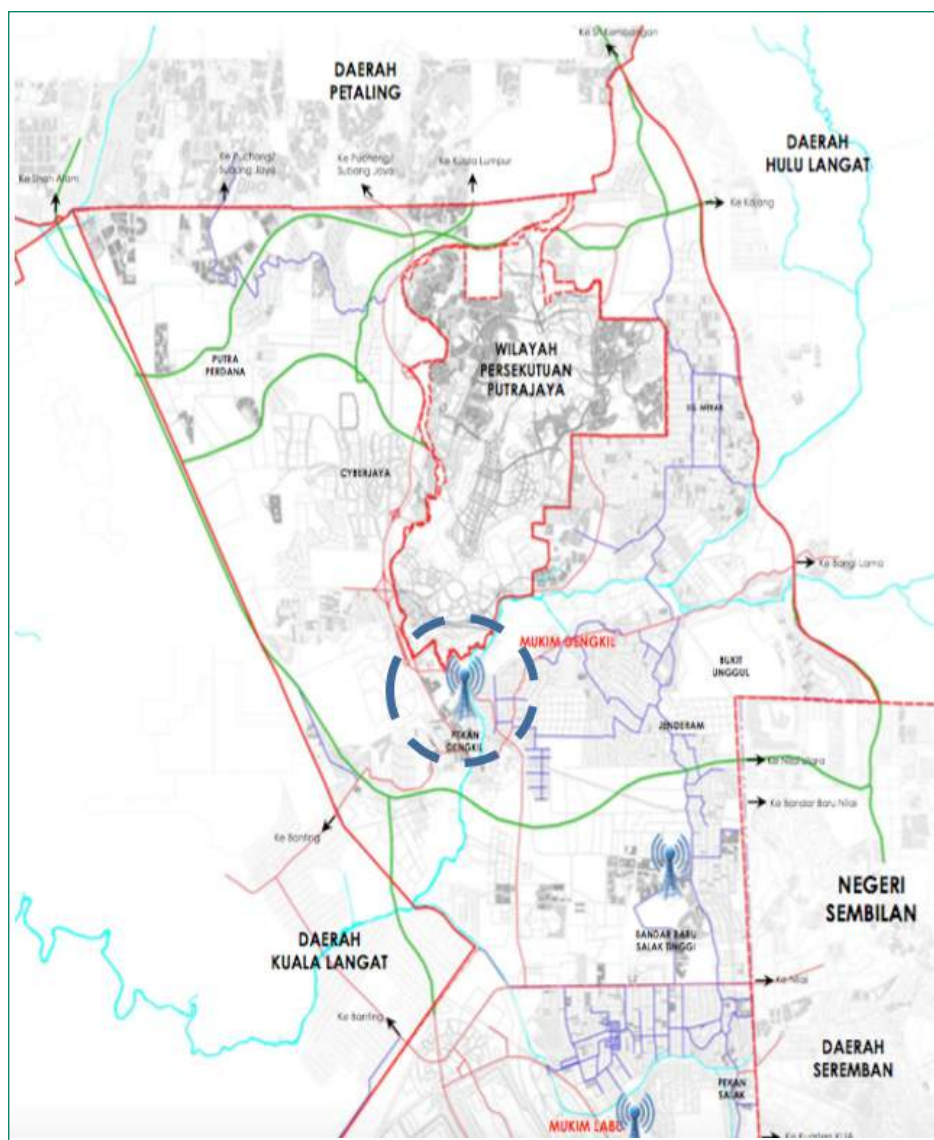 Ke Sri Kembangan
DAERAH
PETALING
DAERAH
HULU LANGAT
Ke Shah Alam
Ke Puchong/
Subang Jaya
Ke Puchong/
Subang Jaya
Ke Kuala Lumpur
Ke Kajang
PUTRA
PERDANA
WILAYAH
PERSEKUTUAN
PUTRAJAYA
SG. MERAB
CYBERJAYA
Ke Bangi Lama
MUKIM DENGKIL
BUKIT
UNGGUL
PEKAN
DENGKIL
JENDERAM
Ke Nilai Utara
Ke Bandar Baru Nilai
Ke Banting
NEGERI
SEMBILAN
BANDAR BARU
SALAK TINGGI
DAERAH
KUALA LANGAT
Ke Nilai
Ke Banting
DAERAH
SEREMBAN
PEKAN
SALAK
MUKIM LABU